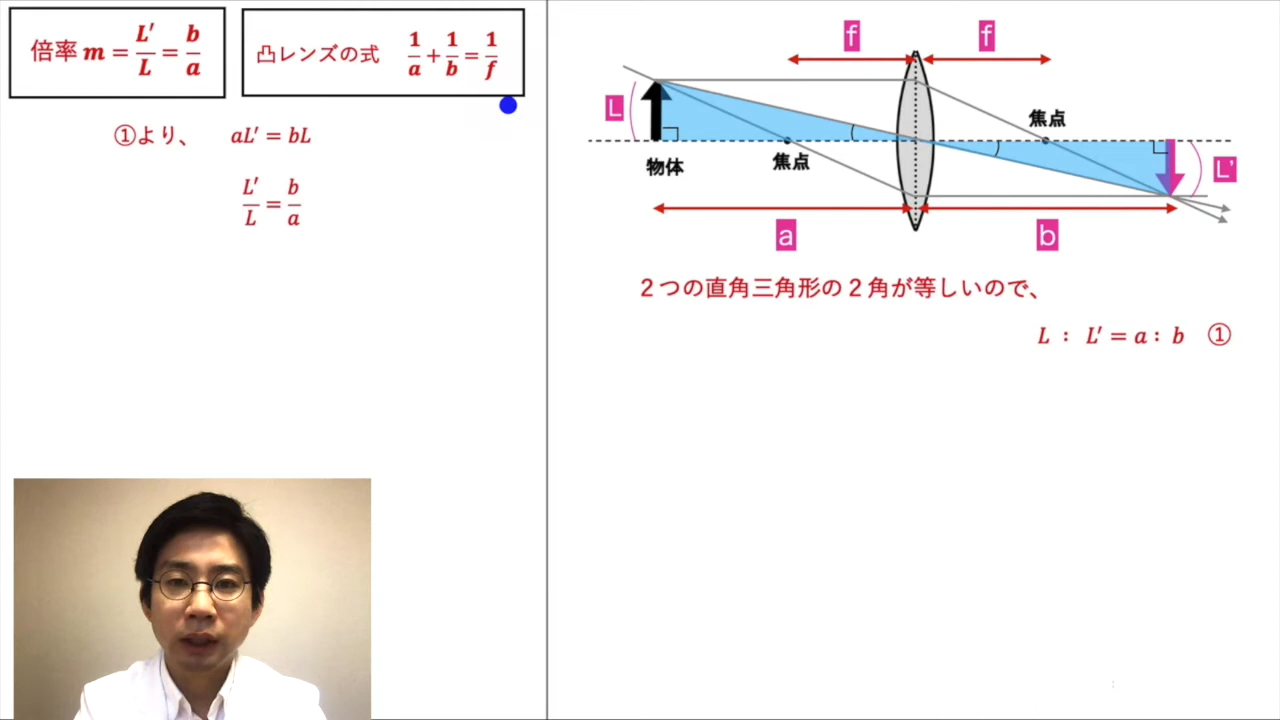 倍率 m = L'/L = b/a
凸レンズの式 1/a + 1/b = 1/f
①より、 aL' = bL
L'/L = b/a
f f
L
焦点
物体
焦点
L'
a b
２つの直角三角形の２角が等しいので、
L : L' = a : b ①